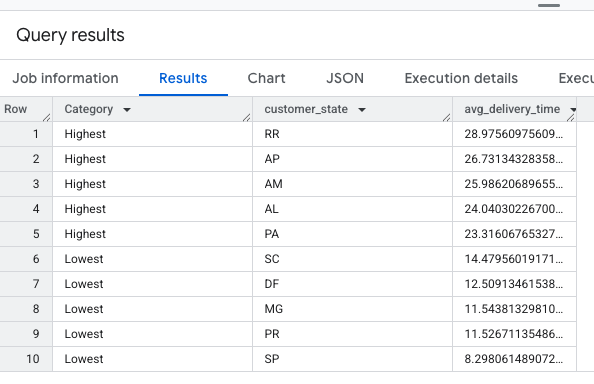 Query results
Job information Results Chart JSON Execution details Execu
Row Category customer_state avg_delivery_time
1 Highest RR 28.97560975609...
2 Highest AP 26.73134328358...
3 Highest AM 25.98620689655...
4 Highest AL 24.04030226700...
5 Highest PA 23.31606765327...
6 Lowest SC 14.47956019171...
7 Lowest DF 12.50913461538...
8 Lowest MG 11.54381329810...
9 Lowest PR 11.52671135486...
10 Lowest SP 8.298061489072...